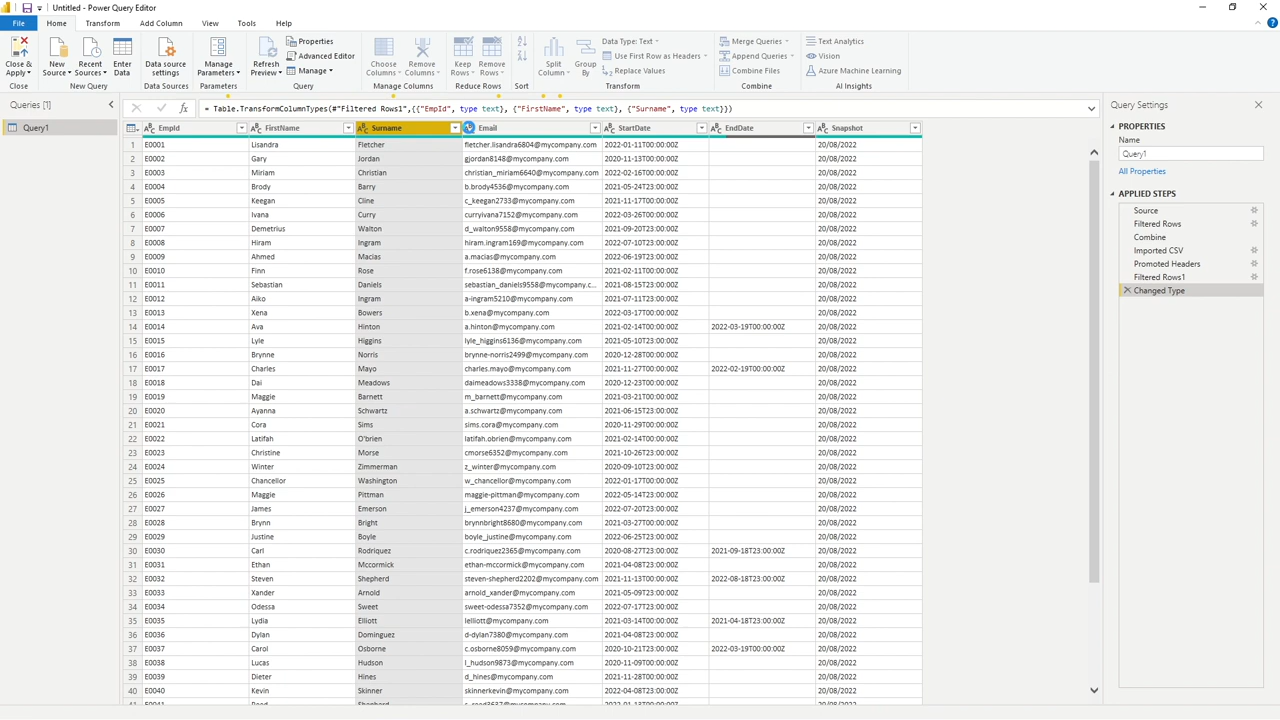 Untitled - Power Query Editor
File Home Transform Add Column View Tools Help
Close & Apply New Source Recent Sources Enter Data Data source settings Manage Parameters Refresh Preview Properties Advanced Editor Manage Choose Columns Remove Columns Keep Rows Remove Rows Split Column Group By Data Type: Text Use First Row as Headers Replace Values Merge Queries Append Queries Combine Files Text Analytics Vision Azure Machine Learning
Close New Query Data Sources Parameters Query Manage Columns Reduce Rows Sort Transform Combine AI Insights
Queries [1]
Query1
= Table.TransformColumnTypes(#"Filtered Rows1",{{"EmpId", type text}, {"FirstName", type text}, {"Surname", type text}})
EmpId FirstName Surname Email StartDate EndDate Snapshot
1 E0001 Lisandra Fletcher fletcher.lisandra6804@mycompany.com 2022-01-11T00:00:00Z 20/08/2022
2 E0002 Gary Jordan gjordan8148@mycompany.com 2020-11-13T00:00:00Z 20/08/2022
3 E0003 Miriam Christian christian_miriam6640@mycompany.com 2022-02-16T00:00:00Z 20/08/2022
4 E0004 Brody Barry b.brody4536@mycompany.com 2021-05-24T23:00:00Z 20/08/2022
5 E0005 Keegan Cline c_keegan2733@mycompany.com 2021-11-17T00:00:00Z 20/08/2022
6 E0006 Ivana Curry curryivana7152@mycompany.com 2022-03-26T00:00:00Z 20/08/2022
7 E0007 Demetrius Walton d_walton9558@mycompany.com 2021-09-20T23:00:00Z 20/08/2022
8 E0008 Hiram Ingram hiram.ingram169@mycompany.com 2022-07-10T23:00:00Z 20/08/2022
9 E0009 Ahmed Macias a.macias@mycompany.com 2022-06-19T23:00:00Z 20/08/2022
10 E0010 Finn Rose f.rose6138@mycompany.com 2021-02-11T00:00:00Z 20/08/2022
11 E0011 Sebastian Daniels sebastian_daniels9558@mycompany.c... 2021-08-15T23:00:00Z 20/08/2022
12 E0012 Aiko Ingram a-ingram5210@mycompany.com 2021-07-11T23:00:00Z 20/08/2022
13 E0013 Xena Bowers b.xena@mycompany.com 2022-03-17T00:00:00Z 20/08/2022
14 E0014 Ava Hinton a.hinton@mycompany.com 2021-02-14T00:00:00Z 2022-03-19T00:00:00Z 20/08/2022
15 E0015 Lyle Higgins lyle_higgins6136@mycompany.com 2021-05-10T23:00:00Z 20/08/2022
16 E0016 Brynne Norris brynne-norris2499@mycompany.com 2020-12-28T00:00:00Z 20/08/2022
17 E0017 Charles Mayo charles.mayo@mycompany.com 2021-11-27T00:00:00Z 2022-02-19T00:00:00Z 20/08/2022
18 E0018 Dai Meadows daimeadows3338@mycompany.com 2020-12-23T00:00:00Z 20/08/2022
19 E0019 Maggie Barnett m_barnett@mycompany.com 2021-03-21T00:00:00Z 20/08/2022
20 E0020 Ayanna Schwartz a.schwartz@mycompany.com 2021-06-15T23:00:00Z 20/08/2022
21 E0021 Cora Sims sims.cora@mycompany.com 2020-11-29T00:00:00Z 20/08/2022
22 E0022 Latifah O'brien latifah.obrien@mycompany.com 2021-02-14T00:00:00Z 20/08/2022
23 E0023 Christine Morse cmorse6352@mycompany.com 2021-10-26T23:00:00Z 20/08/2022
24 E0024 Winter Zimmerman z_winter@mycompany.com 2020-09-10T23:00:00Z 20/08/2022
25 E0025 Chancellor Washington w_chancellor@mycompany.com 2022-01-17T00:00:00Z 20/08/2022
26 E0026 Maggie Pittman maggie-pittman@mycompany.com 2022-05-14T23:00:00Z 20/08/2022
27 E0027 James Emerson j_emerson4237@mycompany.com 2022-07-20T23:00:00Z 20/08/2022
28 E0028 Brynn Bright brynnbright8680@mycompany.com 2021-03-27T00:00:00Z 20/08/2022
29 E0029 Justine Boyle boyle_justine@mycompany.com 2022-06-25T23:00:00Z 20/08/2022
30 E0030 Carl Rodriquez c.rodriquez2365@mycompany.com 2020-08-27T23:00:00Z 2021-09-18T23:00:00Z 20/08/2022
31 E0031 Ethan Mccormick ethan-mccormick@mycompany.com 2021-04-08T23:00:00Z 20/08/2022
32 E0032 Steven Shepherd steven-shepherd2202@mycompany.com 2021-11-13T00:00:00Z 2022-08-18T23:00:00Z 20/08/2022
33 E0033 Xander Arnold arnold_xander@mycompany.com 2021-05-09T23:00:00Z 20/08/2022
34 E0034 Odessa Sweet sweet-odessa7352@mycompany.com 2022-07-17T23:00:00Z 20/08/2022
35 E0035 Lydia Elliott lelliott@mycompany.com 2021-03-14T00:00:00Z 2021-04-18T23:00:00Z 20/08/2022
36 E0036 Dylan Dominguez d-dylan7380@mycompany.com 2021-04-08T23:00:00Z 20/08/2022
37 E0037 Carol Osborne c.osborne8059@mycompany.com 2020-10-21T23:00:00Z 2022-03-19T00:00:00Z 20/08/2022
38 E0038 Lucas Hudson l_hudson9873@mycompany.com 2020-11-09T00:00:00Z 20/08/2022
39 E0039 Dieter Hines d_hines@mycompany.com 2021-11-28T00:00:00Z 20/08/2022
40 E0040 Kevin Skinner skinnerkevin@mycompany.com 2022-04-08T23:00:00Z 20/08/2022
Query Settings
PROPERTIES
Name
Query1
All Properties
APPLIED STEPS
Source
Filtered Rows
Combine
Imported CSV
Promoted Headers
Filtered Rows1
Changed Type